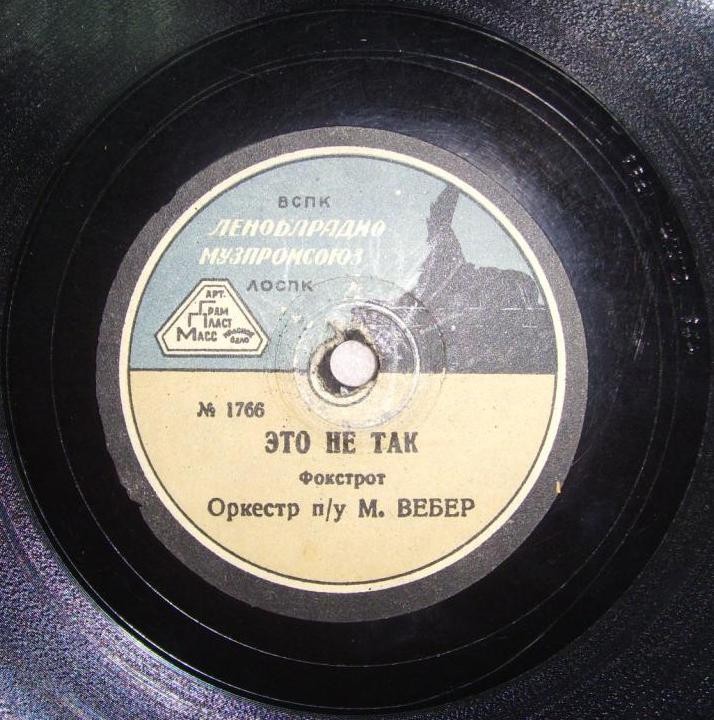 ВСПК
ЛЕНОБЛРАДИО
МУЗПРОМСОЮЗ
ЛОСПК
АРТ.
ГРАМ
ПЛАСТ
МАСС
№ 1766
ЭТО НЕ ТАК
Фокстрот
Оркестр п/у М. ВЕБЕР